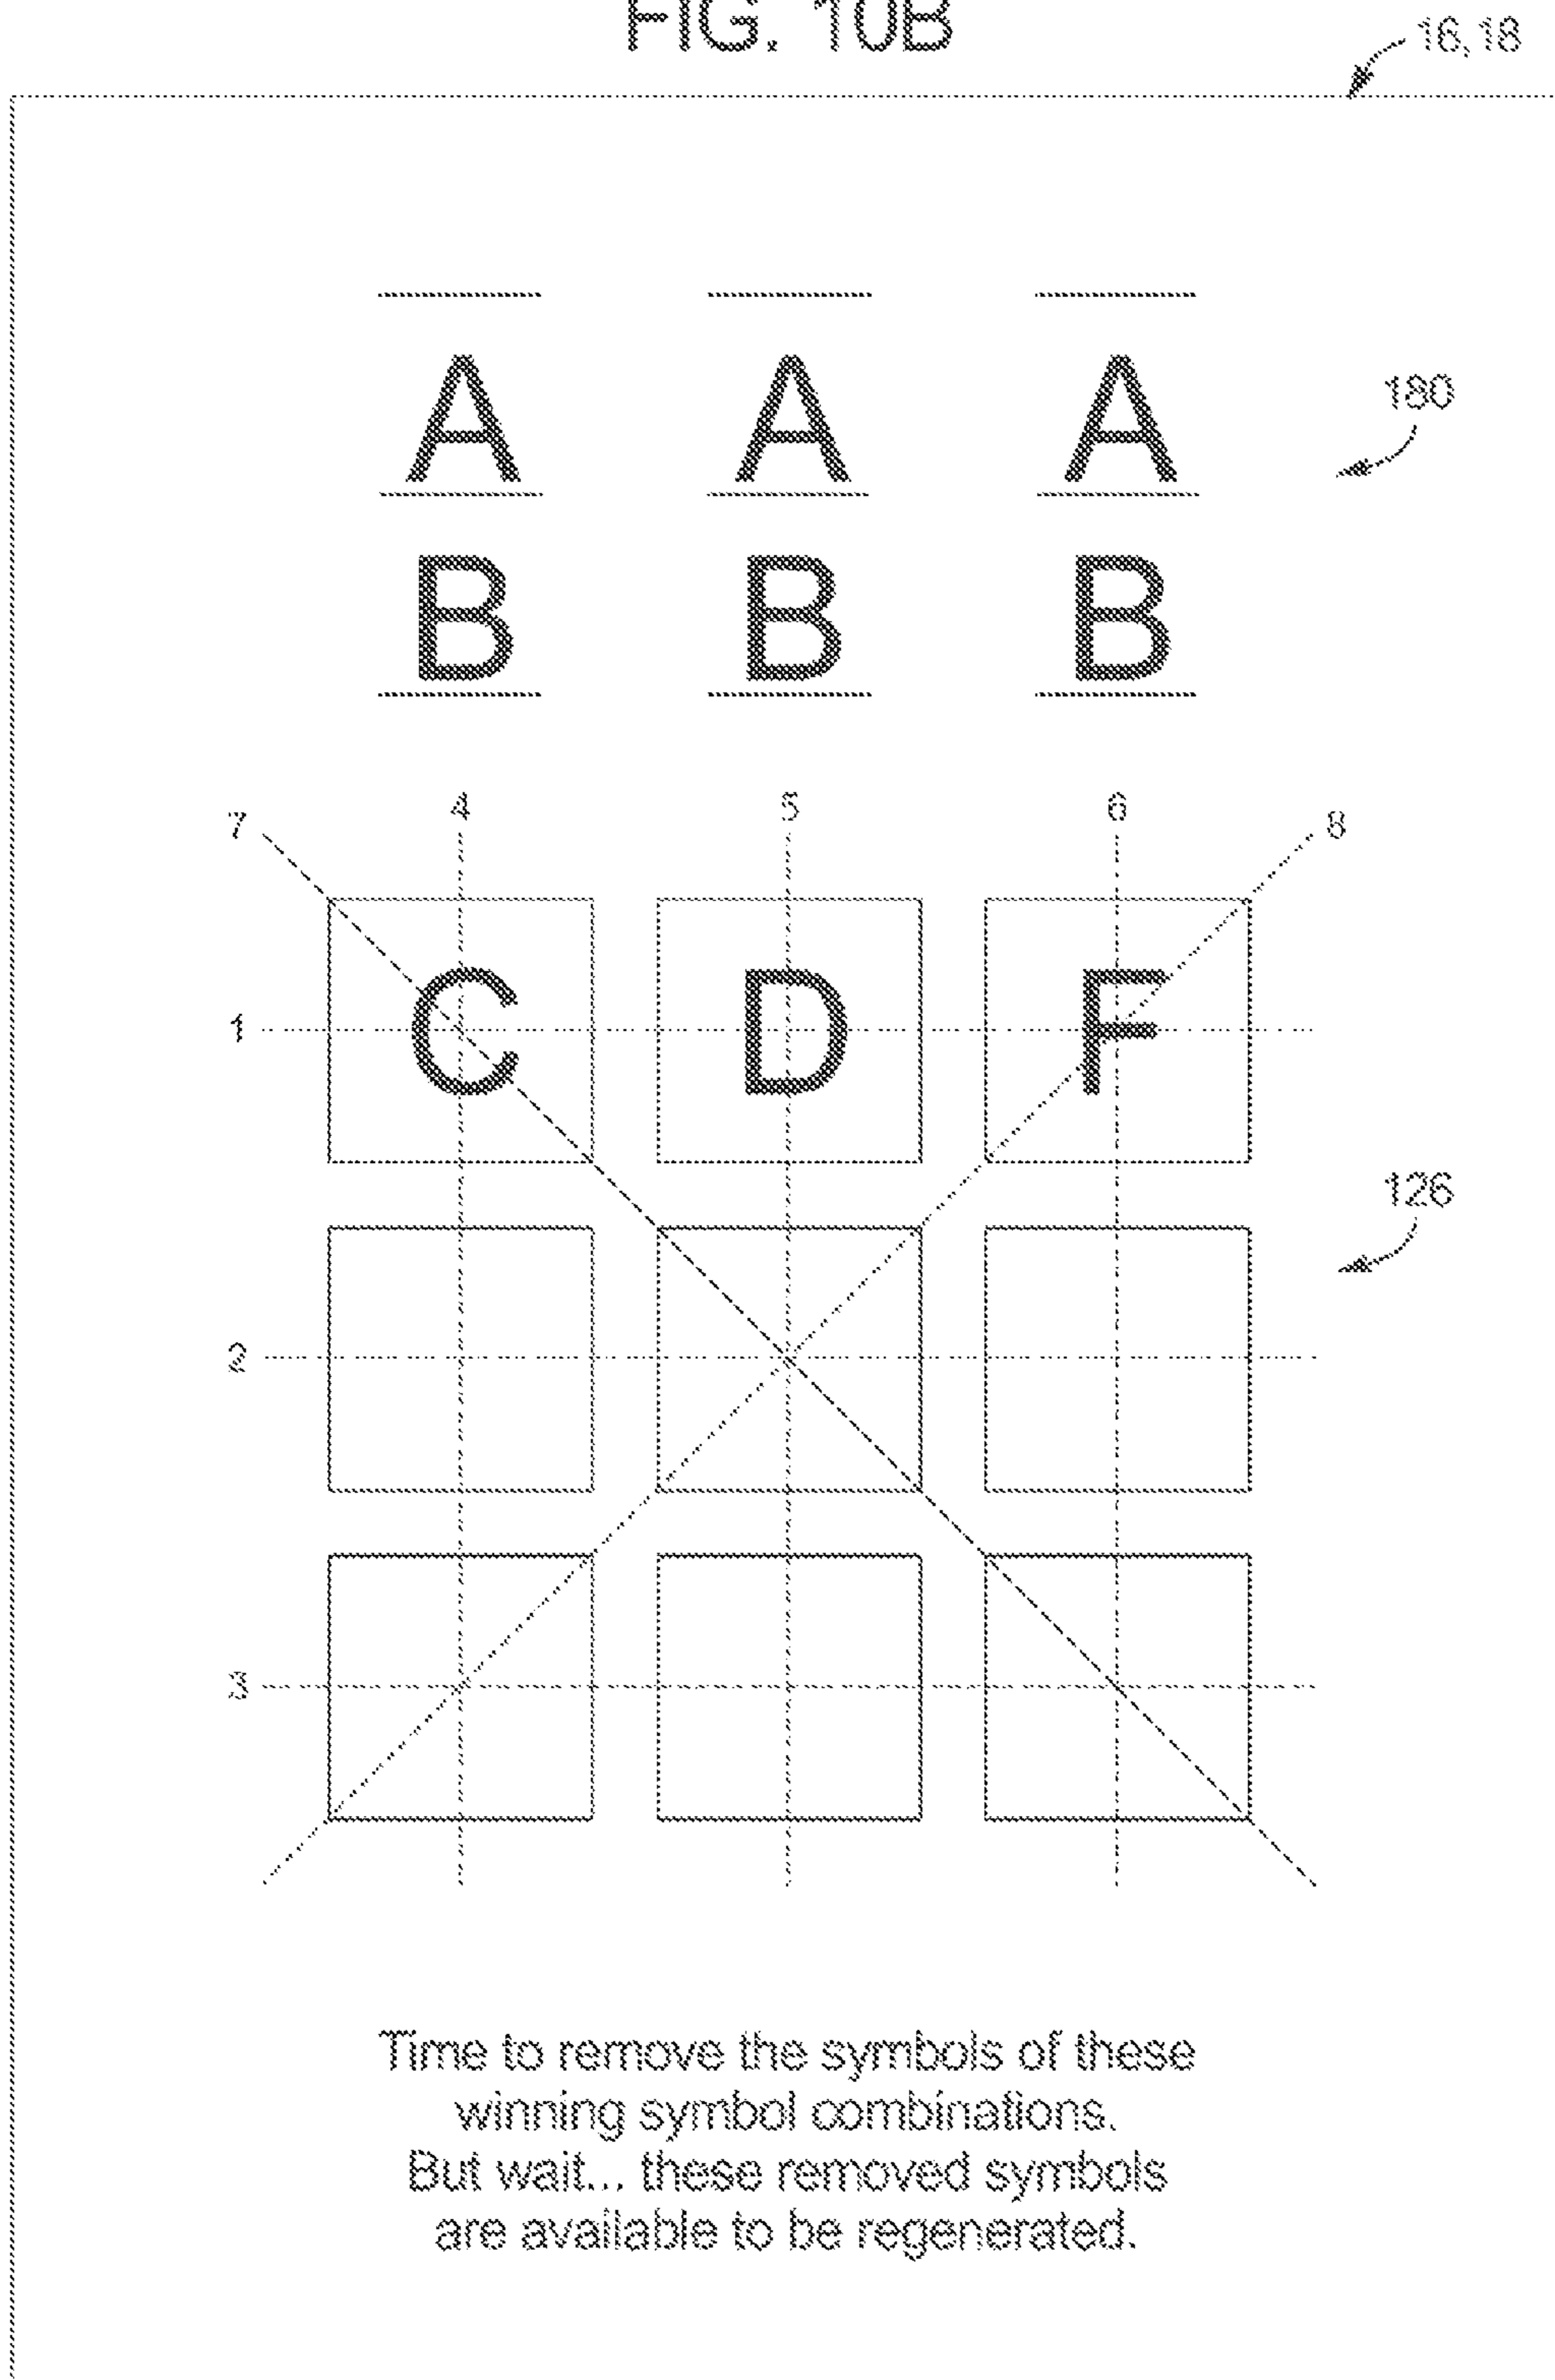 FIG. 10B
16, 18
A A A
180
B B B
7 4 5 6 8
1 C D F
126
2
3
Time to remove the symbols of these
winning symbol combinations.
But wait... these removed symbols
are available to be regenerated.